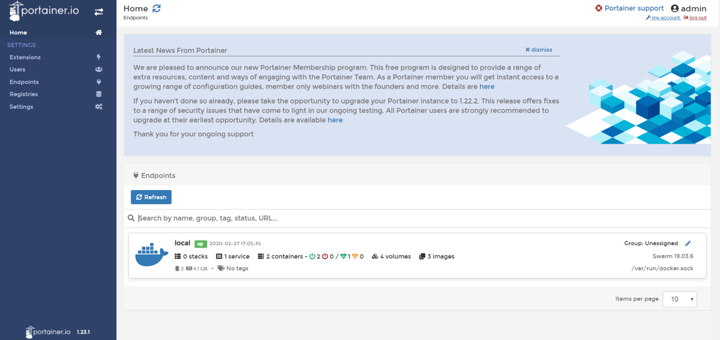 portainer.io
Home
SETTINGS
Extensions
Users
Endpoints
Registries
Settings
portainer.io 1.23.1
Home
Endpoints
Portainer support admin
my account log out
Latest News From Portainer
dismiss
We are pleased to announce our new Portainer Membership program. This free program is designed to provide a range of
extra resources, content and ways of engaging with the Portainer Team. As a Portainer member you will get instant access to a
growing range of configuration guides, member only webinars with the founders and more. Details are here
If you haven't done so already, please take the opportunity to upgrade your Portainer instance to 1.22.2. This release offers fixes
to a range of security issues that have come to light in our ongoing testing. All Portainer users are strongly recommended to
upgrade at their earliest opportunity. Details are available here
Thank you for your ongoing support
Endpoints
Refresh
Search by name, group, tag, status, URL...
local up 2020-02-27 17:05:35
Group: Unassigned
0 stacks 1 service 2 containers - 2 0 / 1 0 4 volumes 3 images
Swarm 19.03.6
2 4.1 GB - No tags
/var/run/docker.sock
Items per page 10